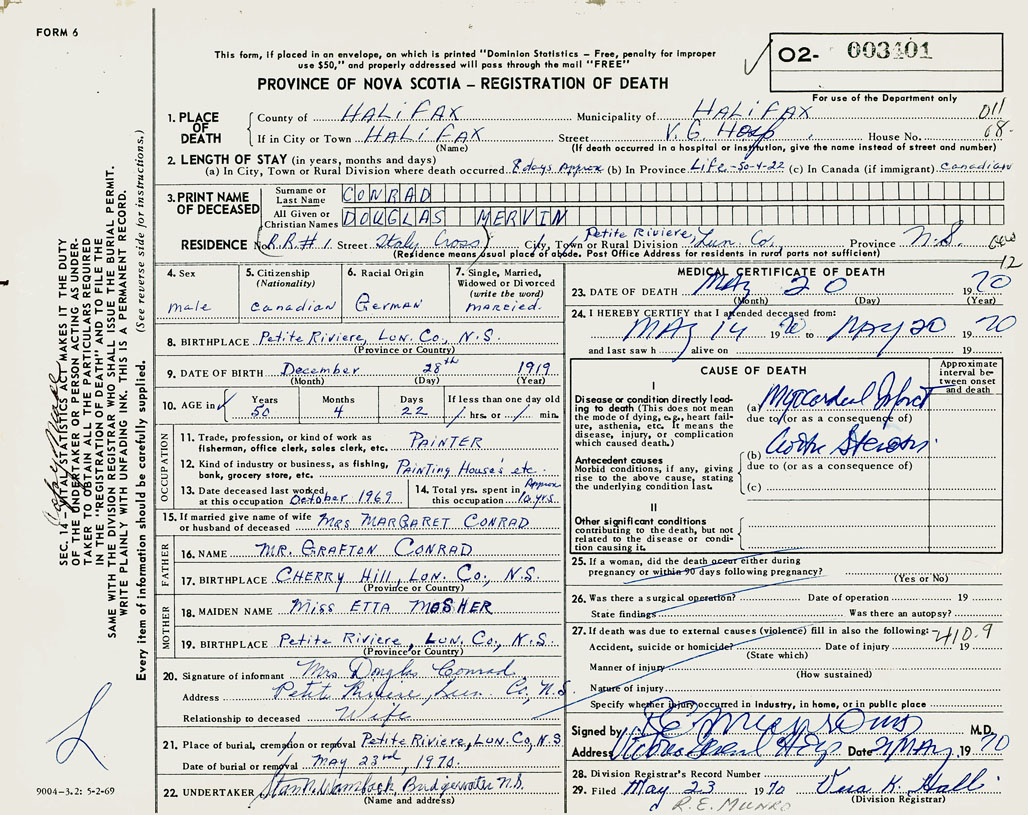 FORM 6
This form, if placed in an envelope, on which is printed "Dominion Statistics – Free, penalty for improper
use $50," and properly addressed will pass through the mail "FREE"
PROVINCE OF NOVA SCOTIA – REGISTRATION OF DEATH
02- 003401
For use of the Department only
1. PLACE OF DEATH
County of HALIFAX Municipality of HALIFAX 011
If in City or Town HALIFAX Street V. G. Hosp. House No. 08-
(Name) (If death occurred in a hospital or institution, give the name instead of street and number)
2. LENGTH OF STAY (in years, months and days)
(a) In City, Town or Rural Division where death occurred 8 days Approx (b) In Province Life-50-4-22 (c) In Canada (if immigrant) Canadian
3. PRINT NAME OF DECEASED
Surname or Last Name CONRAD
All Given or Christian Names DOUGLAS MERVIN
RESIDENCE No. R.R.# 1 Street Italy Cross City, Town or Rural Division Petite Riviere, Lun. Co. Province N.S.
(Residence means usual place of abode. Post Office Address for residents in rural parts not sufficient)
12
4. Sex
male
5. Citizenship
(Nationality)
Canadian
6. Racial Origin
German
7. Single, Married,
Widowed or Divorced
(write the word)
married.
8. BIRTHPLACE Petite Riviere, Lun. Co., N.S.
(Province or Country)
9. DATE OF BIRTH December 28th 1919
(Month) (Day) (Year)
10. AGE in Years 50 Months 4 Days 22 If less than one day old
hrs. or min.
OCCUPATION
11. Trade, profession, or kind of work as
fisherman, office clerk, sales clerk, etc. PAINTER
12. Kind of industry or business, as fishing,
bank, grocery store, etc. Painting House's etc.
13. Date deceased last worked
at this occupation October 1969
14. Total yrs. spent in
this occupation Approx 10 yrs.
15. If married give name of wife
or husband of deceased MRS MARGARET CONRAD
FATHER
16. NAME MR. GRAFTON CONRAD
17. BIRTHPLACE CHERRY Hill, Lun. Co., N.S.
(Province or Country)
MOTHER
18. MAIDEN NAME Miss ETTA MOSHER
19. BIRTHPLACE Petite Riviere, Lun. Co., N.S.
(Province or Country)
20. Signature of informant Mrs Douglas Conrad
Address Petit Riviere, Lun. Co, N.S.
Relationship to deceased Wife
21. Place of burial, cremation or removal Petite Riviere, Lun. Co, N.S
Date of burial or removal May 23rd, 1970.
22. UNDERTAKER Bridgewater N.S.
(Name and address)
MEDICAL CERTIFICATE OF DEATH
23. DATE OF DEATH MAY 20 1970
(Month) (Day) (Year)
24. I HEREBY CERTIFY that I attended deceased from:
MAY 14 1970 to MAY 20 1970
and last saw h alive on 19
CAUSE OF DEATH
Approximate
interval be-
tween onset
and death
I
Disease or condition directly lead-
ing to death (This does not mean
the mode of dying, e.g., heart fail-
ure, asthenia, etc. It means the
disease, injury, or complication
which caused death.)
(a) Myocardial Infarct
due to (or as a consequence of)
Antecedent causes
Morbid conditions, if any, giving
rise to the above cause, stating
the underlying condition last.
(b) Aortic Stenosis.
due to (or as a consequence of)
(c)
II
Other significant conditions
contributing to the death, but not
related to the disease or condi-
tion causing it.
25. If a woman, did the death occur either during
pregnancy or within 90 days following pregnancy?
(Yes or No)
26. Was there a surgical operation? Date of operation 19
State findings Was there an autopsy?
27. If death was due to external causes (violence) fill in also the following: 410.9
Accident, suicide or homicide? Date of injury 19
(State which)
Manner of injury
(How sustained)
Nature of injury
Specify whether injury occurred in industry, in home, or in public place
Signed by M.D.
Address Victoria General Hosp Date 21 MAY 1970
28. Division Registrar's Record Number
29. Filed May 23 1970 Vera K. Hall
(Division Registrar)
R.E. MUNRO
SEC. 14 – VITAL STATISTICS ACT MAKES IT THE DUTY
OF THE UNDERTAKER OR PERSON ACTING AS UNDER-
TAKER TO OBTAIN ALL THE PARTICULARS REQUIRED
IN THE "REGISTRATION OF DEATH" AND TO FILE THE
SAME WITH THE DIVISION REGISTRAR WHO SHALL ISSUE THE BURIAL PERMIT.
WRITE PLAINLY WITH UNFADING INK. THIS IS A PERMANENT RECORD.
Every item of information should be carefully supplied. (See reverse side for instructions.)
9004-3.2: 5-2-69